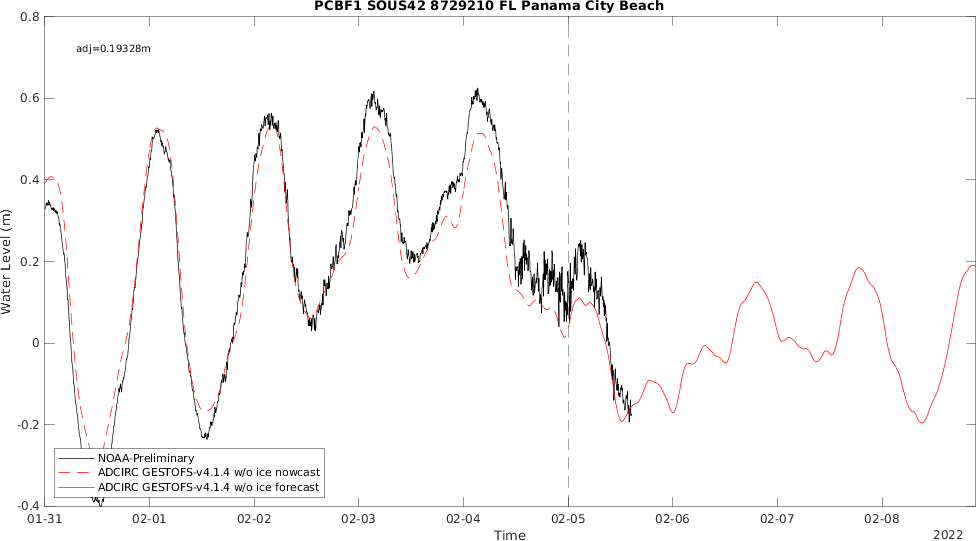 PCBF1 SOUS42 8729210 FL Panama City Beach
adj=0.19328m
0.8
0.6
0.4
0.2
0
-0.2
-0.4
Water Level (m)
NOAA-Preliminary
ADCIRC GESTOFS-v4.1.4 w/o ice nowcast
ADCIRC GESTOFS-v4.1.4 w/o ice forecast
01-31 02-01 02-02 02-03 02-04 02-05 02-06 02-07 02-08
Time
2022